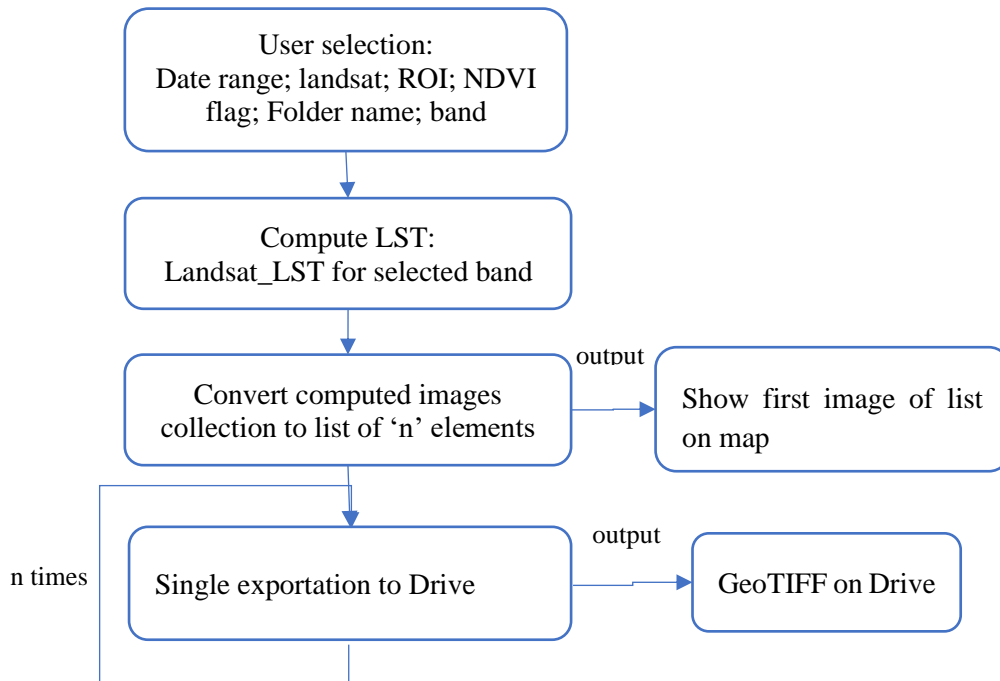 User selection:
Date range; landsat; ROI; NDVI
flag; Folder name; band
Compute LST:
Landsat_LST for selected band
output
Convert computed images
collection to list of ‘n’ elements
Show first image of list
on map
output
n times
Single exportation to Drive
GeoTIFF on Drive